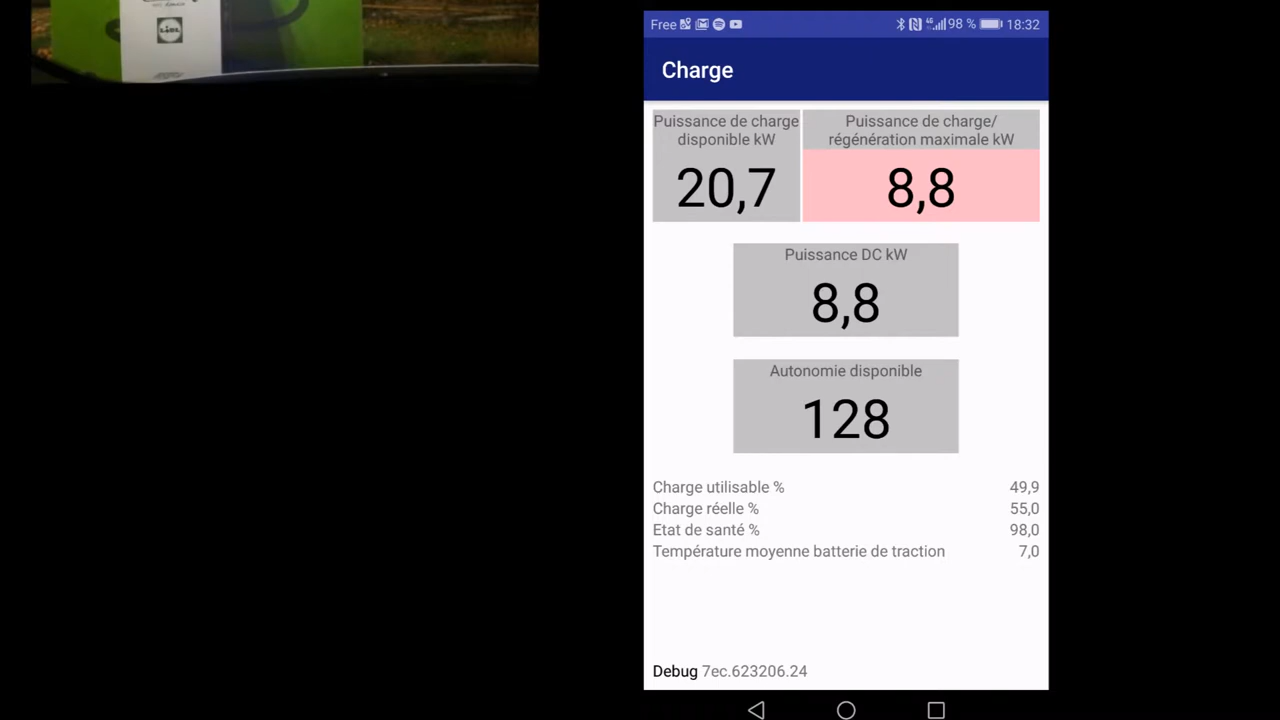 LIDL
Free 98 % 18:32
Charge
Puissance de charge
disponible kW
20,7
Puissance de charge/
régénération maximale kW
8,8
Puissance DC kW
8,8
Autonomie disponible
128
Charge utilisable % 49,9
Charge réelle % 55,0
Etat de santé % 98,0
Température moyenne batterie de traction 7,0
Debug 7ec.623206.24